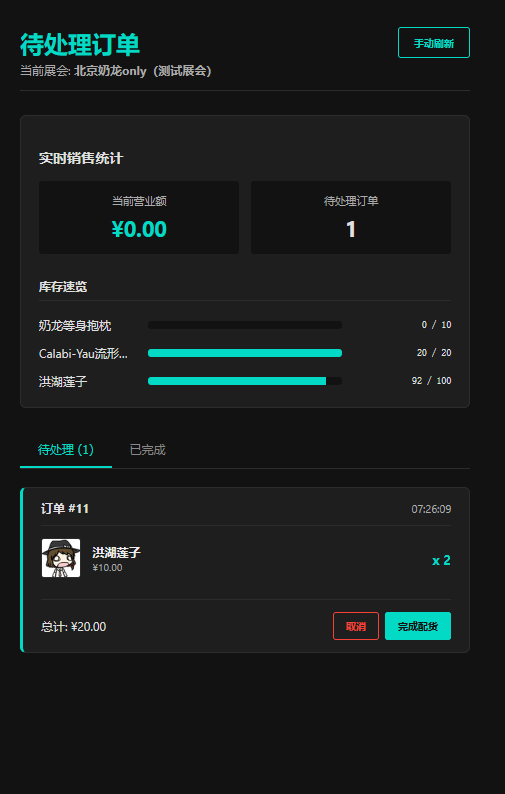 待处理订单
手动刷新
当前展会: 北京奶龙only（测试展会）
实时销售统计
当前营业额
待处理订单
¥0.00
1
库存速览
奶龙等身抱枕
0 / 10
Calabi-Yau流形...
20 / 20
洪湖莲子
92 / 100
待处理 (1)
已完成
订单 #11
07:26:09
洪湖莲子
¥10.00
x 2
总计: ¥20.00
取消
完成配货